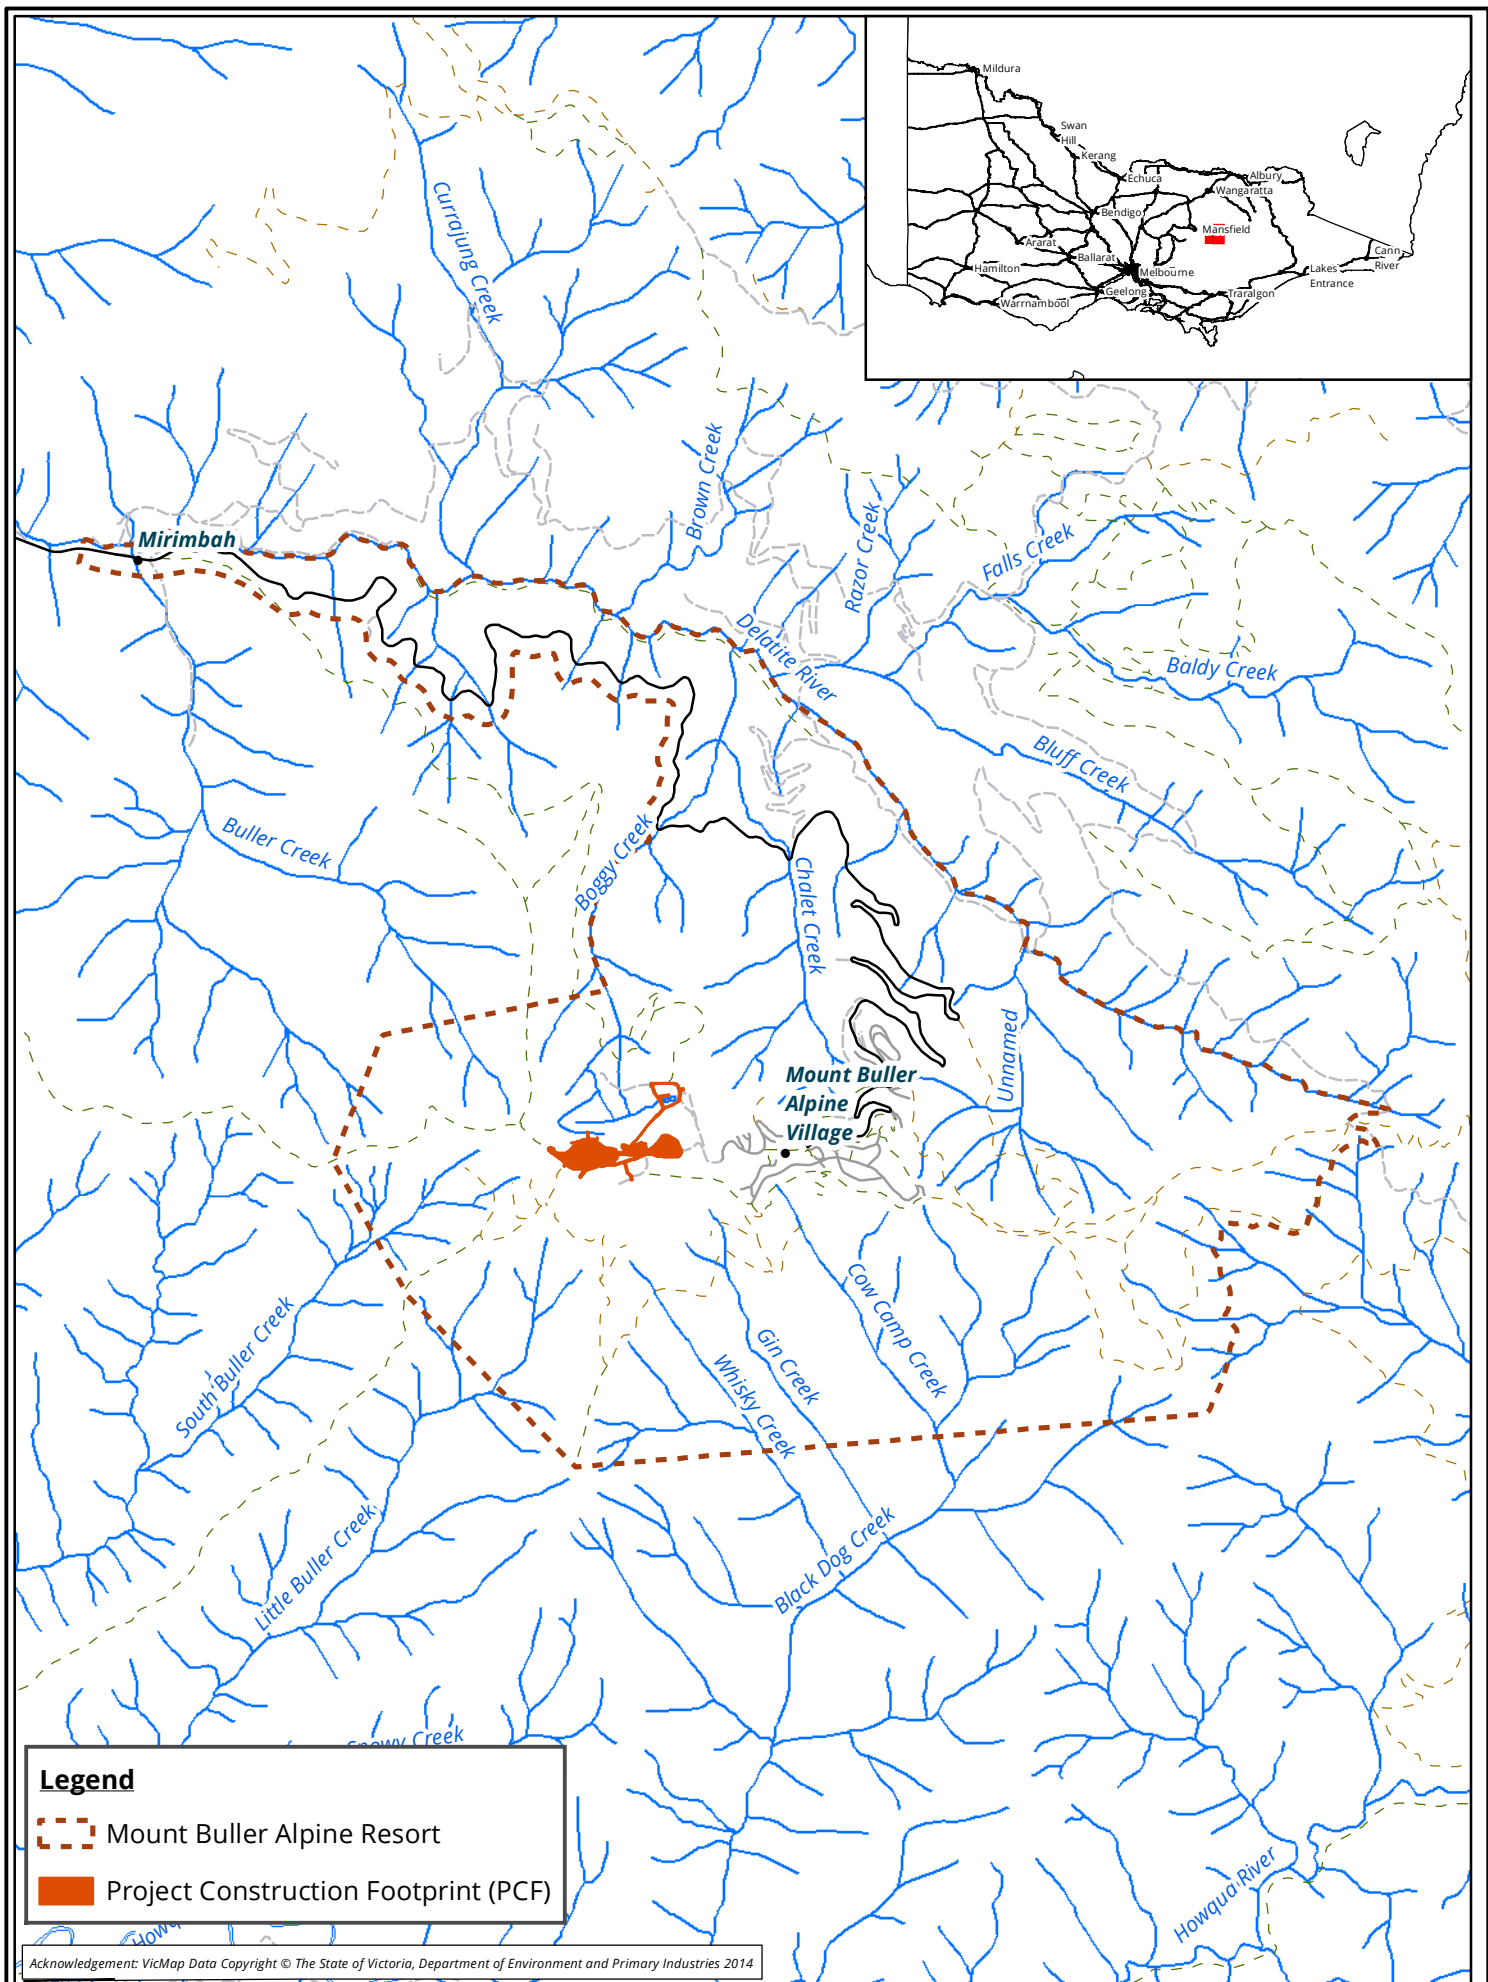 Mildura
Swan
Hill
Kerang
Echuca
Albury
Wangaratta
Bendigo
Mansfield
Ararat
Ballarat
Cann
River
Hamilton
Melbourne
Lakes
Entrance
Geelong
Traralgon
Warrnambool
Currajung Creek
Brown Creek
Razor Creek
Falls Creek
Mirimbah
Delatite River
Baldy Creek
Bluff Creek
Buller Creek
Boggy Creek
Chalet Creek
Unnamed
Mount Buller
Alpine
Village
Cow Camp Creek
Gin Creek
Whisky Creek
South Buller Creek
Little Buller Creek
Black Dog Creek
Snowy Creek
Howqua River
Legend
Mount Buller Alpine Resort
Project Construction Footprint (PCF)
Acknowledgement: VicMap Data Copyright © The State of Victoria, Department of Environment and Primary Industries 2014